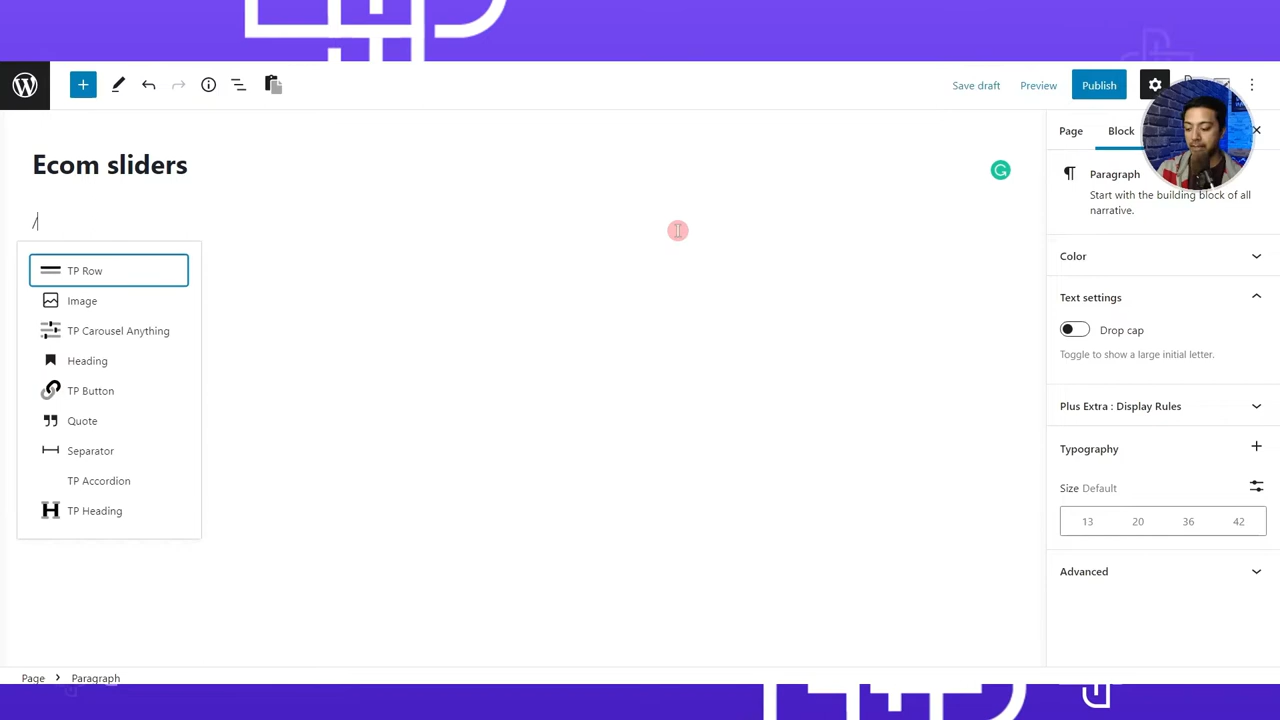 Save draft
Preview
Publish
Ecom sliders
/
TP Row
Image
TP Carousel Anything
Heading
TP Button
Quote
Separator
TP Accordion
H TP Heading
Page
Block
Paragraph
Start with the building block of all
narrative.
Color
Text settings
Drop cap
Toggle to show a large initial letter.
Plus Extra : Display Rules
Typography
Size Default
13 20 36 42
Advanced
Page
Paragraph